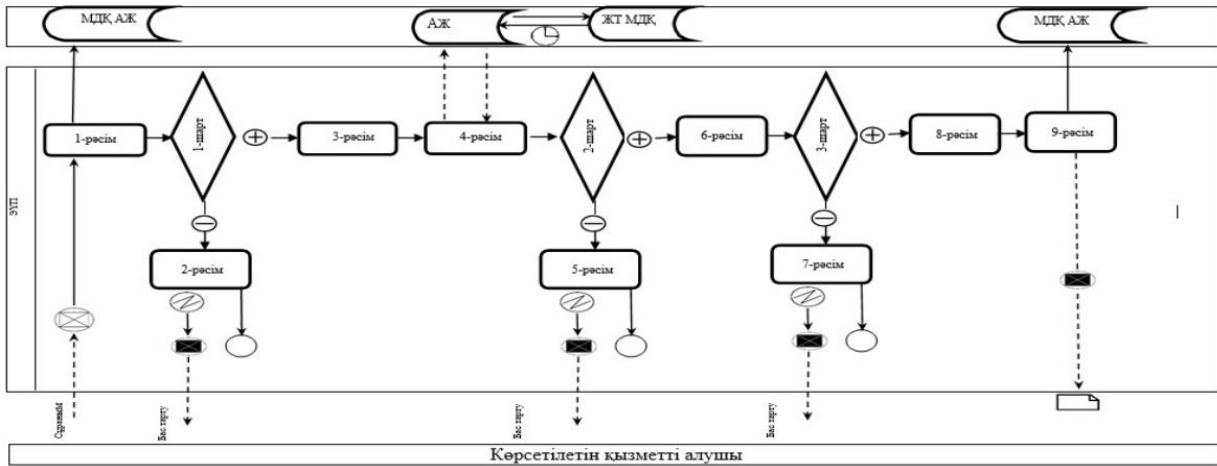 МДҚ АЖ
АЖ
ЖТ МДҚ
МДҚ АЖ
ЭҮП
1-рәсім
1-шарт
3-рәсім
4-рәсім
2-шарт
6-рәсім
3-шарт
8-рәсім
9-рәсім
2-рәсім
5-рәсім
7-рәсім
Сұраным
Бас тарту
Бас тарту
Бас тарту
Көрсетілетін қызметті алушы